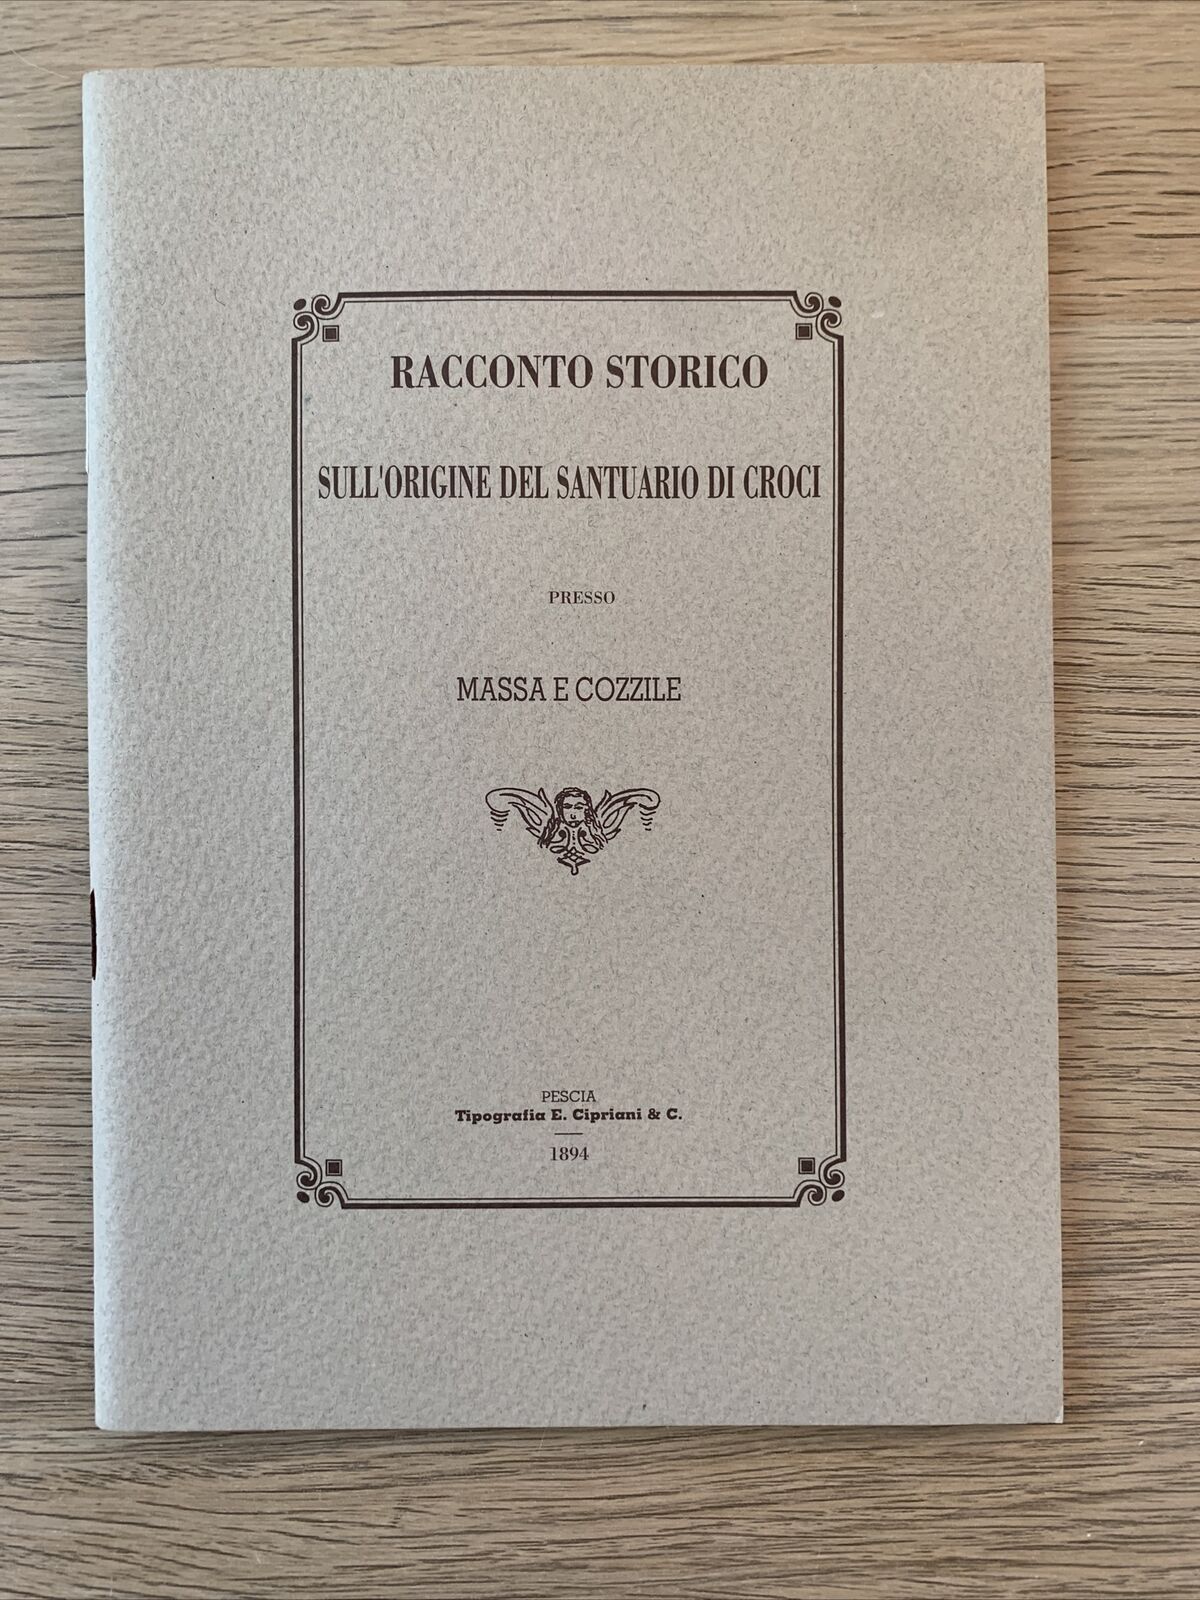 RACCONTO STORICO
SULL'ORIGINE DEL SANTUARIO DI CROCI
PRESSO
MASSA E COZZILE
PESCIA
Tipografia E. Cipriani & C.
1894